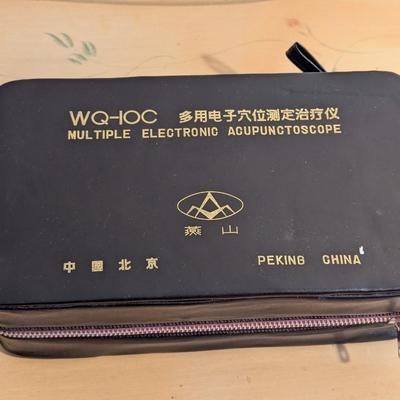 WQ-10C 多用电子穴位测定治疗仪
MULTIPLE ELECTRONIC ACUPUNCTOSCOPE
燕山
中國北京 PEKING CHINA